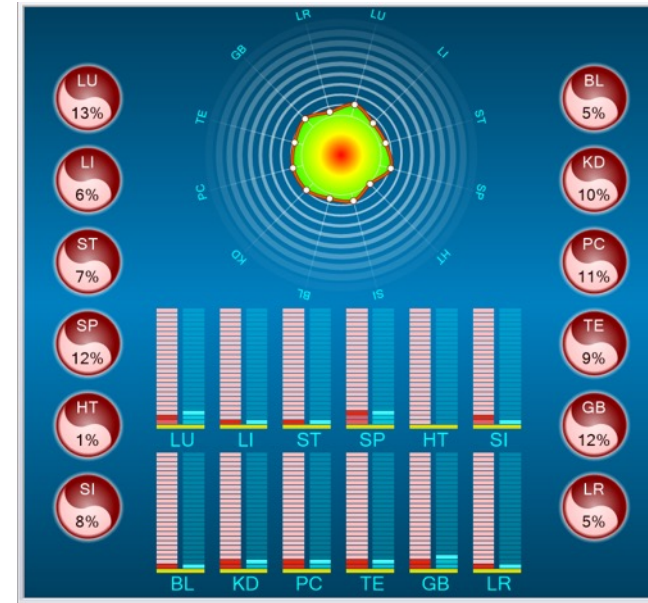 LU
13%
LI
6%
ST
7%
SP
12%
HT
1%
SI
8%
LR
LU
LI
ST
SP
HT
SI
BL
KD
PC
TE
GB
BL
5%
KD
10%
PC
11%
TE
9%
GB
12%
LR
5%
LU LI ST SP HT SI
BL KD PC TE GB LR